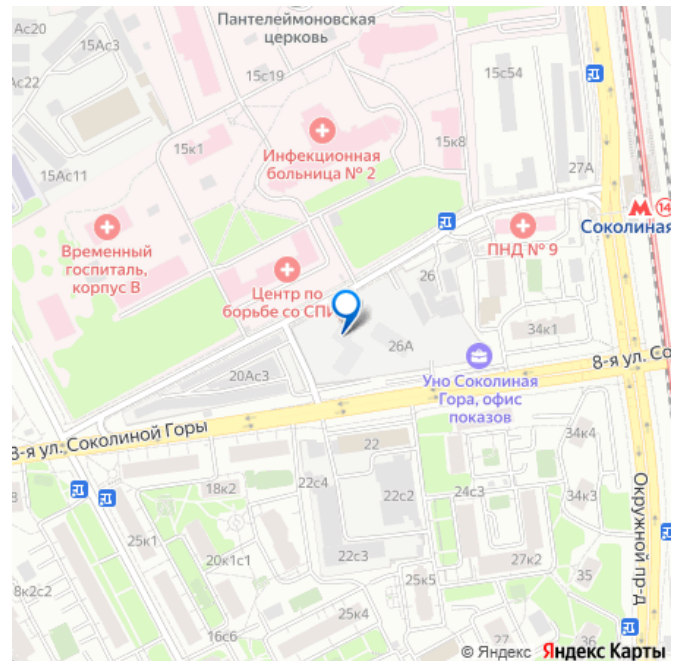 Ас20
Пантелеймоновская
церковь
15Ас3
15с19
15с54
Ас22
15к1
15к8
Инфекционная
больница № 2
27А
15Ас11
М 14
Соколиная
Временный
госпиталь,
корпус В
ПНД № 9
26
Центр по
борьбе со СПИ
34к1
26А
8-я ул. Со
20Ас3
Уно Соколиная
Гора, офис
показов
8-я ул. Соколиной Горы
22
34к4
18к2
22с4
22с2
24с3
34к3
Окружной пр-д
25к1
20к1с1
22с3
27к2
8к2с2
25к5
35
25к4
16с6
27
36
© Яндекс Яндекс Карты